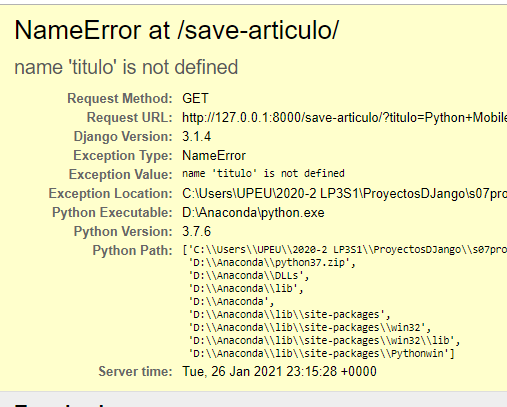 NameError at /save-articulo/
name 'titulo' is not defined
Request Method: GET
Request URL: http://127.0.0.1:8000/save-articulo/?titulo=Python+Mobile
Django Version: 3.1.4
Exception Type: NameError
Exception Value: name 'titulo' is not defined
Exception Location: C:\Users\UPEU\2020-2 LP3S1\ProyectosDJango\s07pro
Python Executable: D:\Anaconda\python.exe
Python Version: 3.7.6
Python Path: ['C:\\Users\\UPEU\\2020-2 LP3S1\\ProyectosDJango\\s07pro
'D:\\Anaconda\\python37.zip',
'D:\\Anaconda\\DLLs',
'D:\\Anaconda\\lib',
'D:\\Anaconda',
'D:\\Anaconda\\lib\\site-packages',
'D:\\Anaconda\\lib\\site-packages\\win32',
'D:\\Anaconda\\lib\\site-packages\\win32\\lib',
'D:\\Anaconda\\lib\\site-packages\\Pythonwin']
Server time: Tue, 26 Jan 2021 23:15:28 +0000